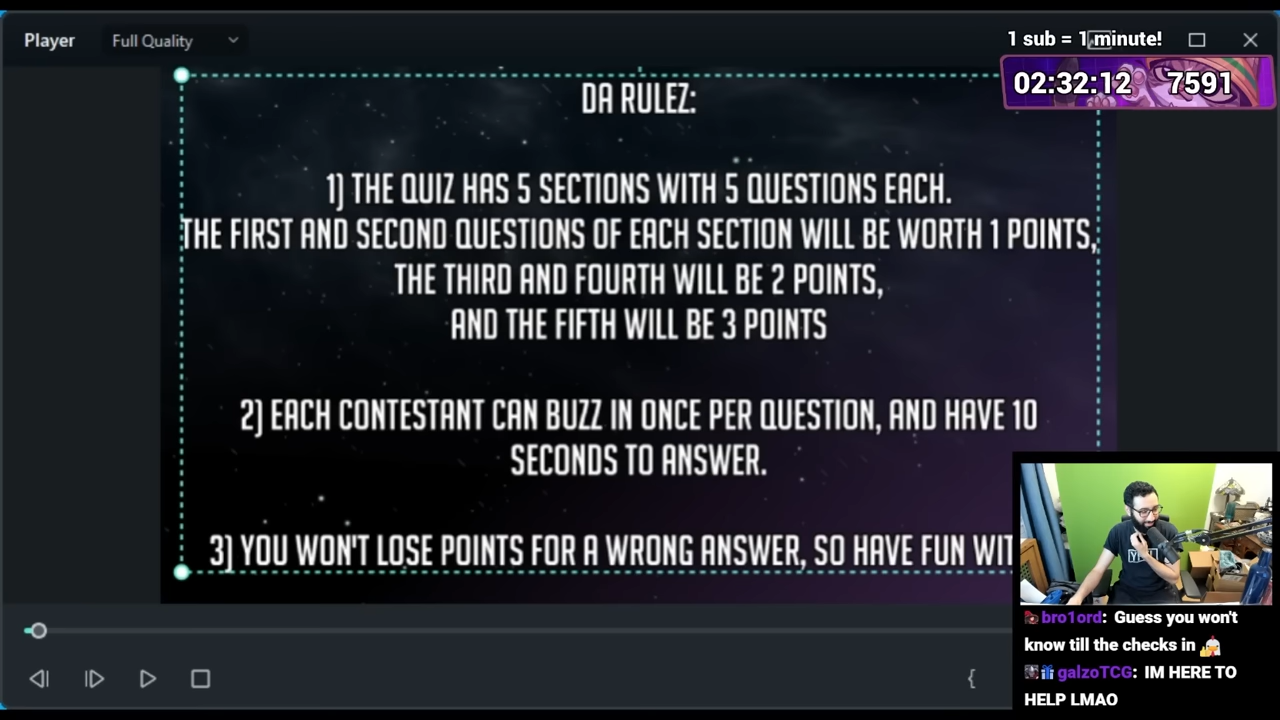 Player
Full Quality
1 sub = 1 minute!
02:32:12 7591
DA RULEZ:
1) THE QUIZ HAS 5 SECTIONS WITH 5 QUESTIONS EACH.
THE FIRST AND SECOND QUESTIONS OF EACH SECTION WILL BE WORTH 1 POINTS,
THE THIRD AND FOURTH WILL BE 2 POINTS,
AND THE FIFTH WILL BE 3 POINTS
2) EACH CONTESTANT CAN BUZZ IN ONCE PER QUESTION, AND HAVE 10
SECONDS TO ANSWER.
3) YOU WON'T LOSE POINTS FOR A WRONG ANSWER, SO HAVE FUN WIT
{
bro1ord: Guess you won't
know till the checks in
galzoTCG: IM HERE TO
HELP LMAO